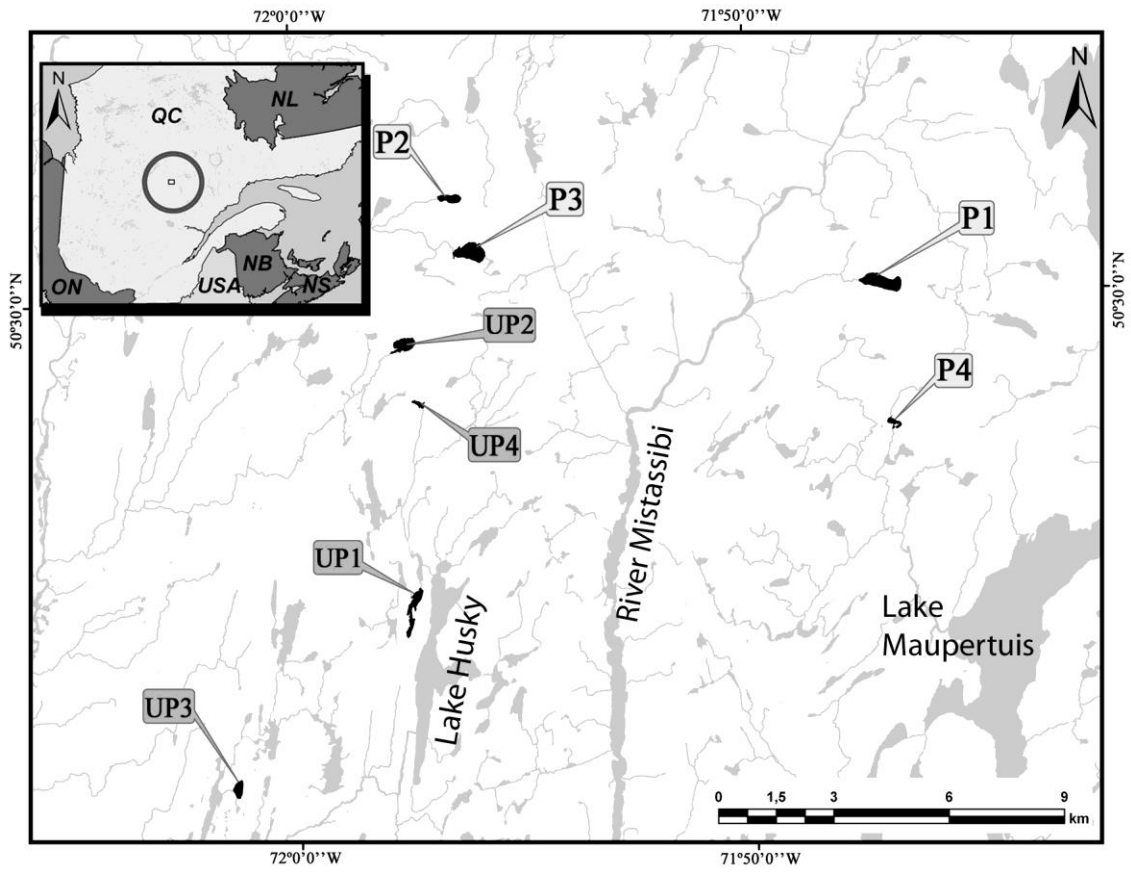 72°0'0''W
71°50'0''W
N
NL
QC
ON
USA
NB
NS
N
P2
P3
P1
50°30'0''N
50°30'0''N
UP2
P4
UP4
River Mistassibi
UP1
Lake Husky
Lake
Maupertuis
UP3
0 1,5 3 6 9
km
72°0'0''W
71°50'0''W